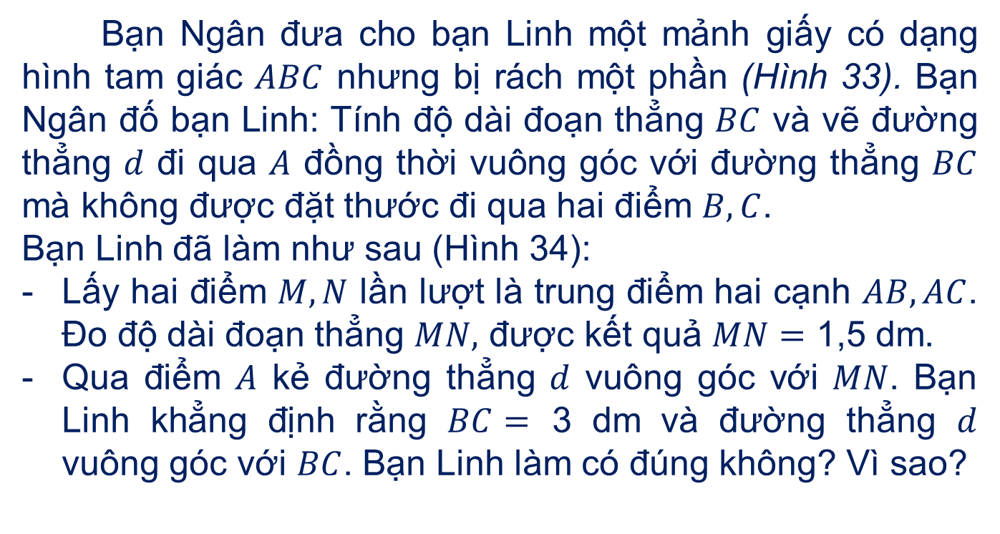 Bạn Ngân đưa cho bạn Linh một mảnh giấy có dạng
hình tam giác ABC nhưng bị rách một phần (Hình 33). Bạn
Ngân đố bạn Linh: Tính độ dài đoạn thẳng BC và vẽ đường
thẳng d đi qua A đồng thời vuông góc với đường thẳng BC
mà không được đặt thước đi qua hai điểm B, C.
Bạn Linh đã làm như sau (Hình 34):
- Lấy hai điểm M, N lần lượt là trung điểm hai cạnh AB, AC.
Đo độ dài đoạn thẳng MN, được kết quả MN = 1,5 dm.
- Qua điểm A kẻ đường thẳng d vuông góc với MN. Bạn
Linh khẳng định rằng BC = 3 dm và đường thẳng d
vuông góc với BC. Bạn Linh làm có đúng không? Vì sao?